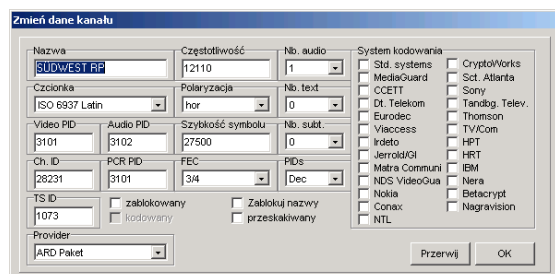 Zmień dane kanału
Nazwa Częstotliwość Nb. audio System kodowania
SÜDWEST RP 12110 1
Czcionka Polaryzacja Nb. text
ISO 6937 Latin hor 0
Video PID Audio PID Szybkość symbolu Nb. subt.
3101 3102 27500 0
Ch. ID PCR PID FEC PIDs
28231 3101 3/4 Dec
TS ID zablokowany Zablokuj nazwy
1073 kodowany przeskakiwany
Provider
ARD Paket
Std. systems CryptoWorks
MediaGuard Sct. Atlanta
CCETT Sony
Dt. Telekom Tandbg. Telev.
Eurodec Thomson
Viaccess TV/Com
Irdeto HPT
Jerrold/GI HRT
Matra Communi IBM
NDS VideoGua Nera
Nokia Betacrypt
Conax Nagravision
NTL
Przerwij OK